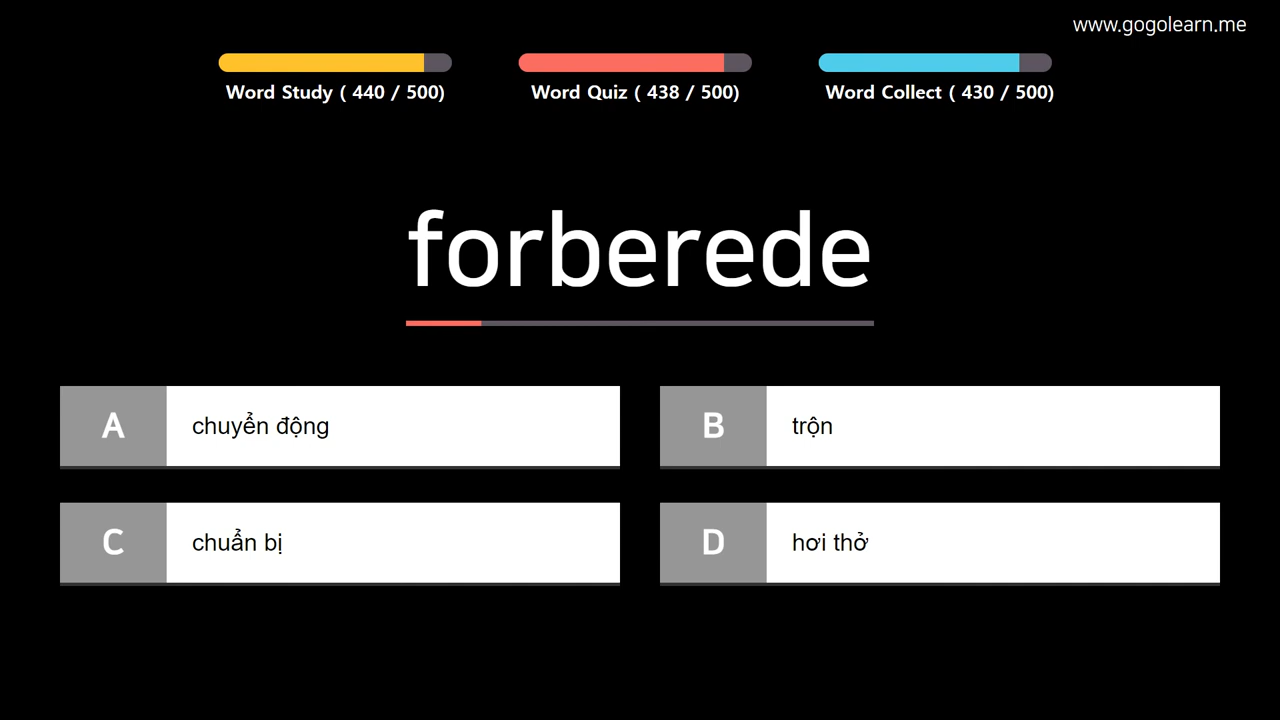 www.gogolearn.me
Word Study ( 440 / 500)
Word Quiz ( 438 / 500)
Word Collect ( 430 / 500)
forberede
A chuyển động
B trộn
C chuẩn bị
D hơi thở